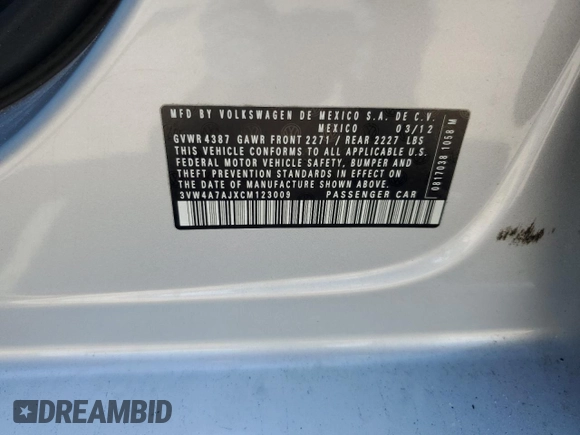 MFD BY VOLKSWAGEN DE MEXICO S.A. DE C.V.
MEXICO 03/12
GVWR 4387 GAWR FRONT 2271 / REAR 2227 LBS
THIS VEHICLE CONFORMS TO ALL APPLICABLE U.S.
FEDERAL MOTOR VEHICLE SAFETY, BUMPER AND
THEFT PREVENTION STANDARDS IN EFFECT ON
THE DATE OF MANUFACTURE SHOWN ABOVE
3VW4A7AJXCM123009 PASSENGER CAR
0817038 1058 M
DREAMBID